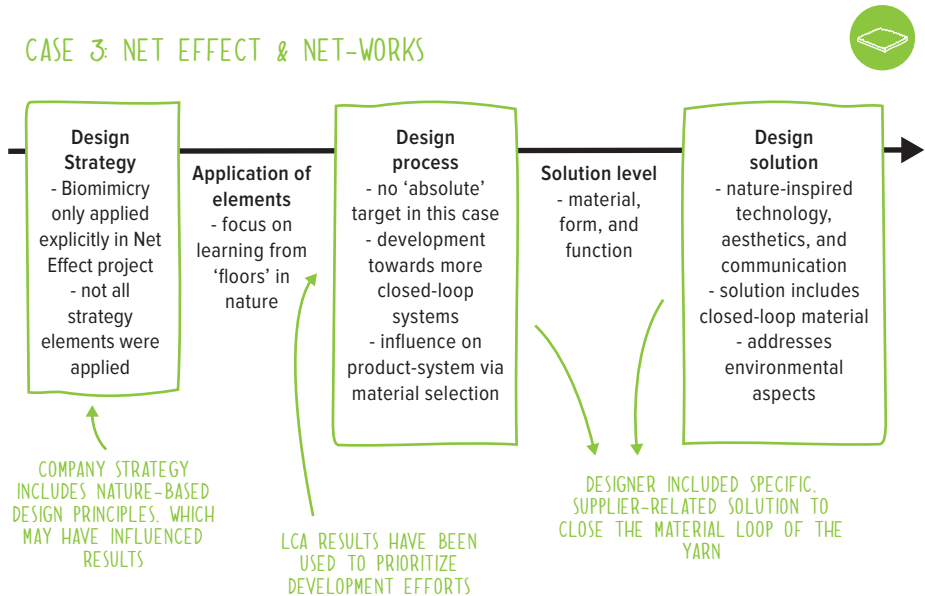 CASE 3: NET EFFECT & NET-WORKS
Design
Strategy
- Biomimicry
only applied
explicitly in Net
Effect project
- not all
strategy
elements were
applied
Application of
elements
- focus on
learning from
‘floors’ in
nature
Design
process
- no ‘absolute’
target in this case
- development
towards more
closed-loop
systems
- influence on
product-system via
material selection
Solution level
- material,
form, and
function
Design
solution
- nature-inspired
technology,
aesthetics, and
communication
- solution includes
closed-loop material
- addresses
environmental
aspects
COMPANY STRATEGY
INCLUDES NATURE-BASED
DESIGN PRINCIPLES, WHICH
MAY HAVE INFLUENCED
RESULTS
LCA RESULTS HAVE BEEN
USED TO PRIORITIZE
DEVELOPMENT EFFORTS
DESIGNER INCLUDED SPECIFIC,
SUPPLIER-RELATED SOLUTION TO
CLOSE THE MATERIAL LOOP OF THE
YARN